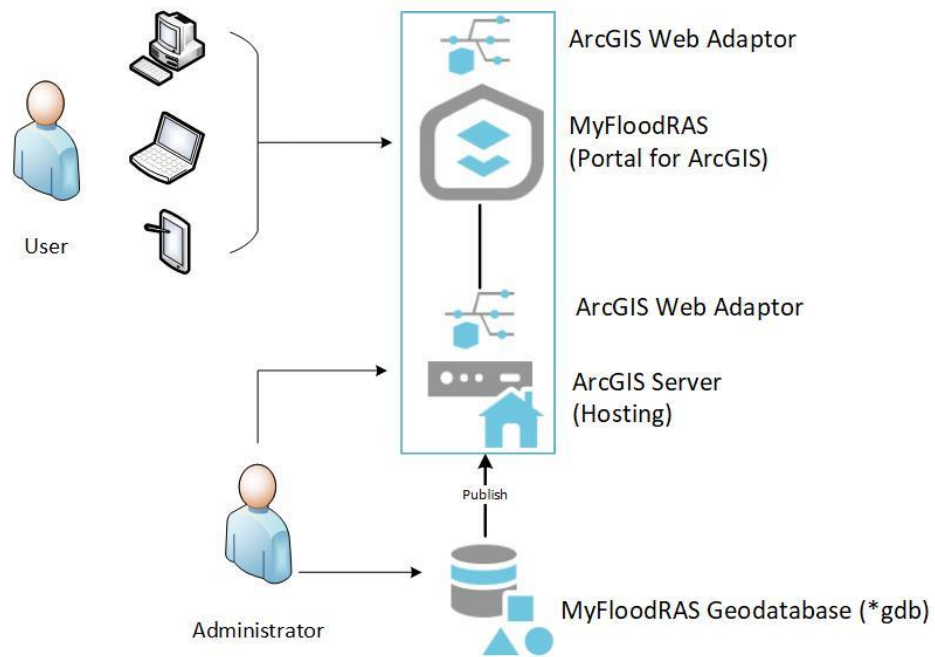 ArcGIS Web Adaptor
MyFloodRAS
(Portal for ArcGIS)
User
ArcGIS Web Adaptor
ArcGIS Server
(Hosting)
Publish
MyFloodRAS Geodatabase (*gdb)
Administrator